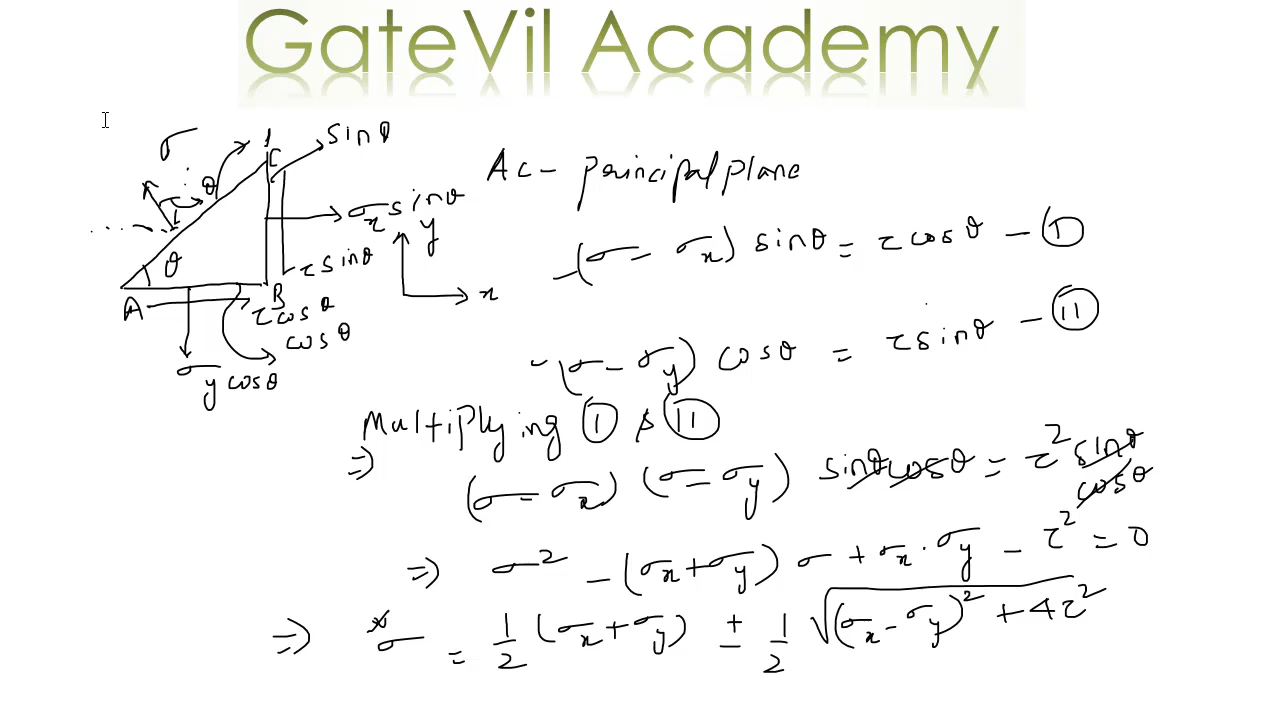 GateVil Academy
σ
C
sinθ
θ
σx sinθ
y
θ
τ sinθ
x
A
B
τ cosθ
cosθ
σy cosθ
AC - principal plane
-(σ - σx) sinθ = τ cosθ - (I)
-(σ - σy) cosθ = τ sinθ - (II)
Multiplying (I) & (II)
⇒ (σ - σx) (σ - σy) sinθ cosθ = τ² sinθ cosθ
⇒ σ² - (σx + σy) σ + σx · σy - τ² = 0
⇒ σ = 1/2 (σx + σy) ± 1/2 √(σx - σy)² + 4τ²